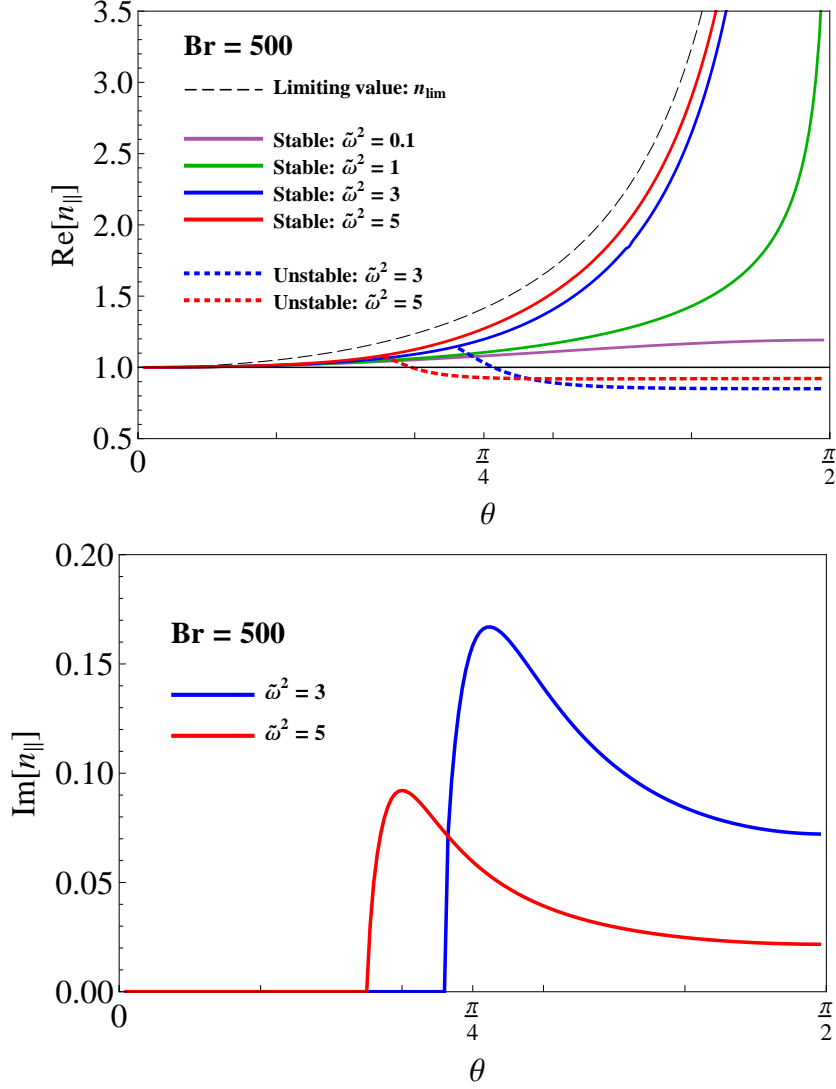 3.5
Br = 500
Limiting value: n_lim
3.0
Stable: ω̃² = 0.1
Stable: ω̃² = 1
2.5
Stable: ω̃² = 3
Stable: ω̃² = 5
Re[n_∥]
2.0
Unstable: ω̃² = 3
Unstable: ω̃² = 5
1.5
1.0
0.5
0
π/4
π/2
θ
0.20
Br = 500
0.15
ω̃² = 3
ω̃² = 5
Im[n_∥]
0.10
0.05
0.00
0
π/4
π/2
θ